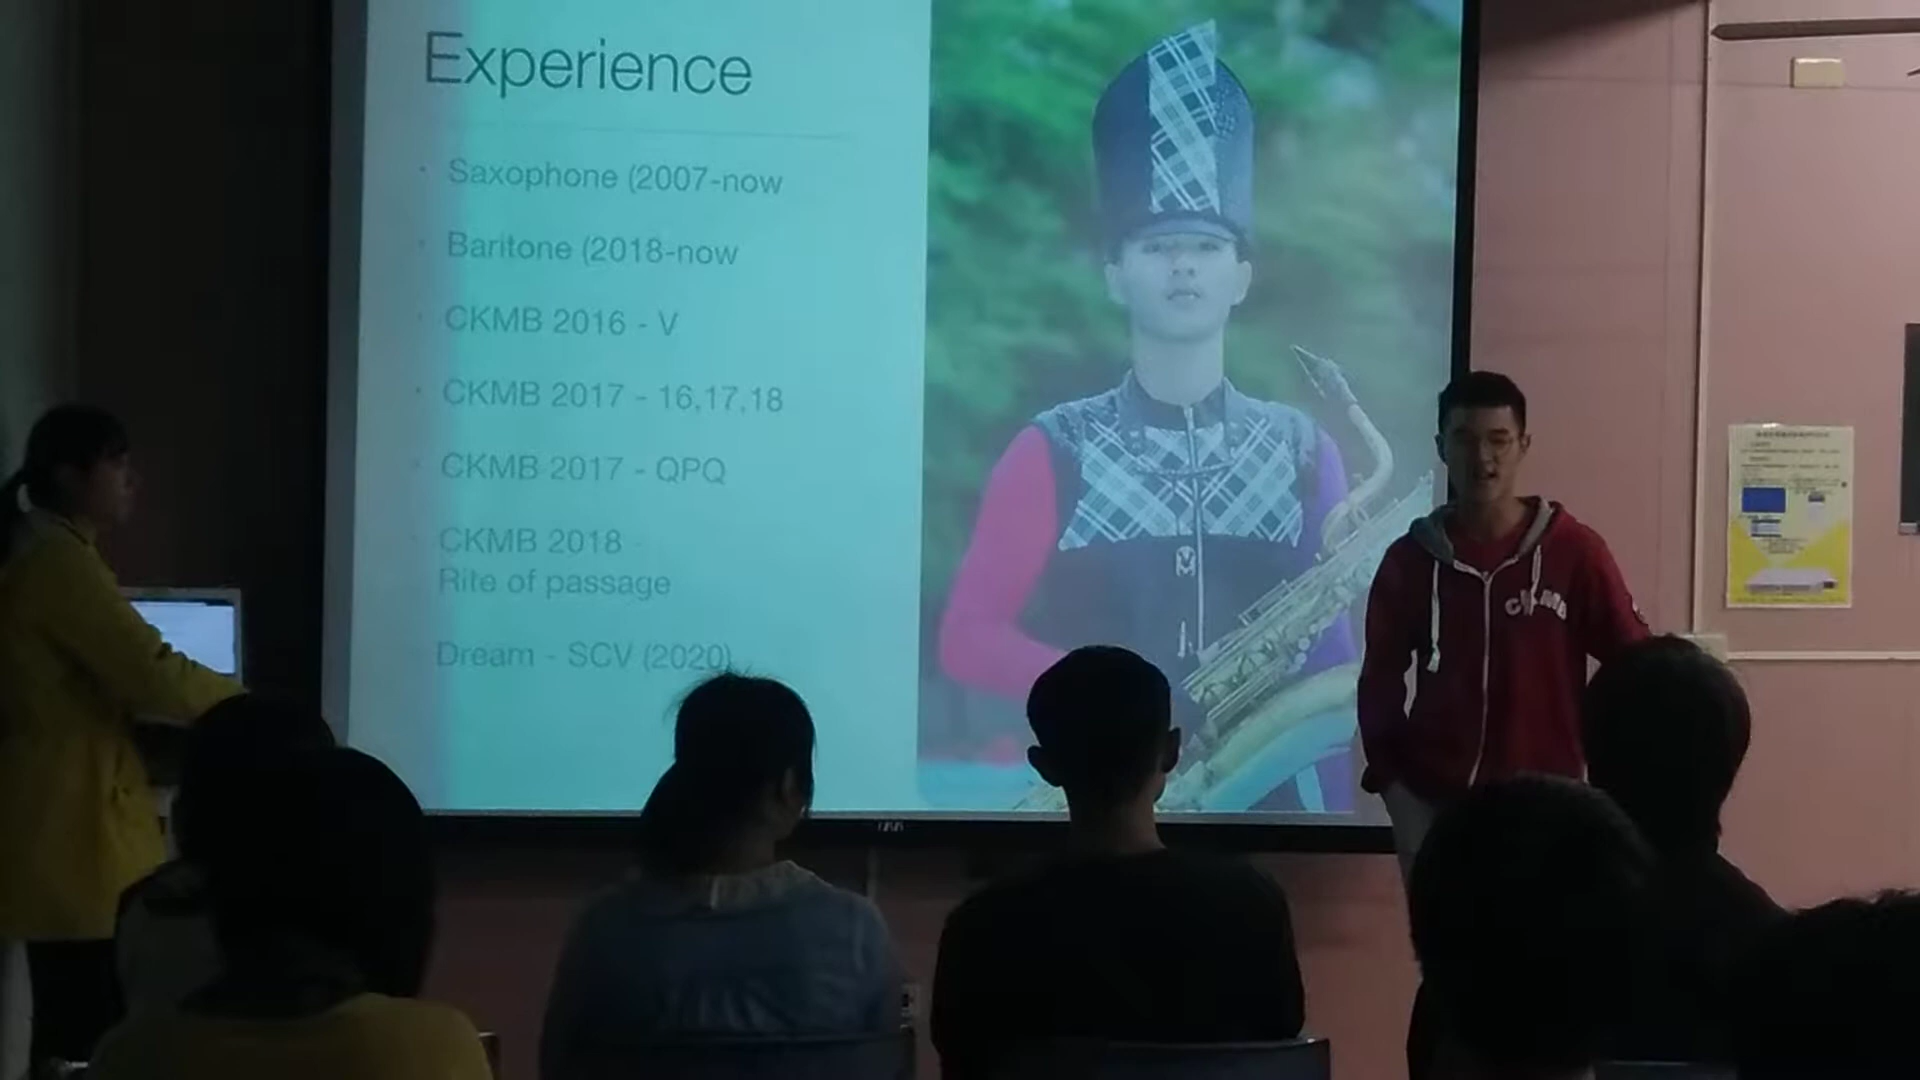 Experience
Saxophone (2007-now
Baritone (2018-now
CKMB 2016 - V
CKMB 2017 - 16,17,18
CKMB 2017 - QPQ
CKMB 2018 -
Rite of passage
Dream - SCV (2020)
CKMB